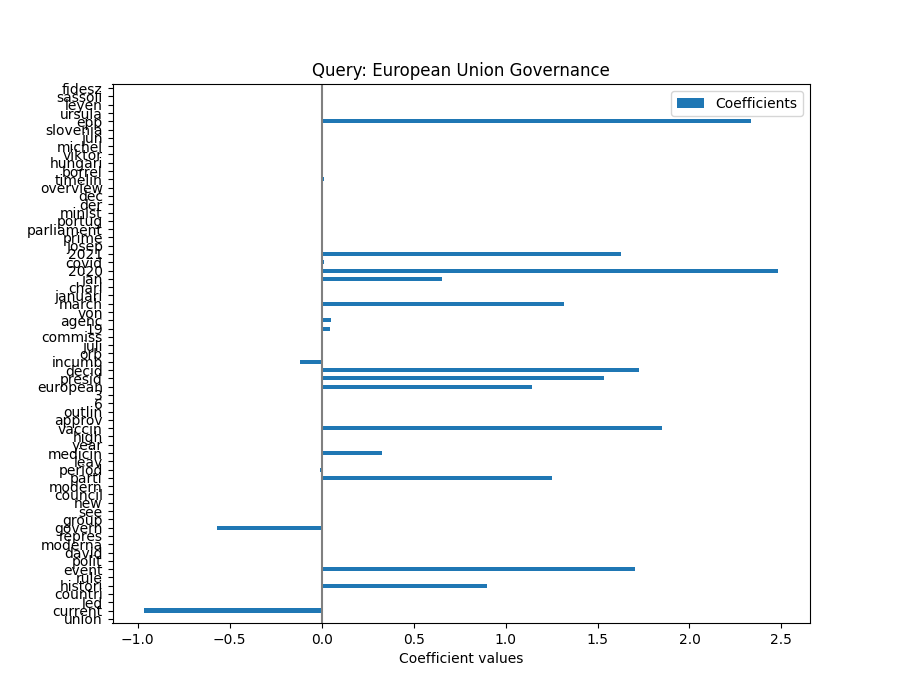 Query: European Union Governance
Coefficients
fidesz
sassoli
leyen
ursula
epp
slovenia
jun
michel
viktor
hungari
borrel
timelin
overview
dec
der
minist
portug
parliament
prime
josep
2021
covid
2020
jan
charl
januari
march
von
agenc
19
commiss
juli
orb
incumb
decid
presid
european
3
6
outlin
approv
vaccin
high
year
medicin
leav
period
parti
modern
council
new
see
group
govern
repres
moderna
david
polit
event
rule
histori
countri
led
current
union
−1.0 −0.5 0.0 0.5 1.0 1.5 2.0 2.5
Coefficient values